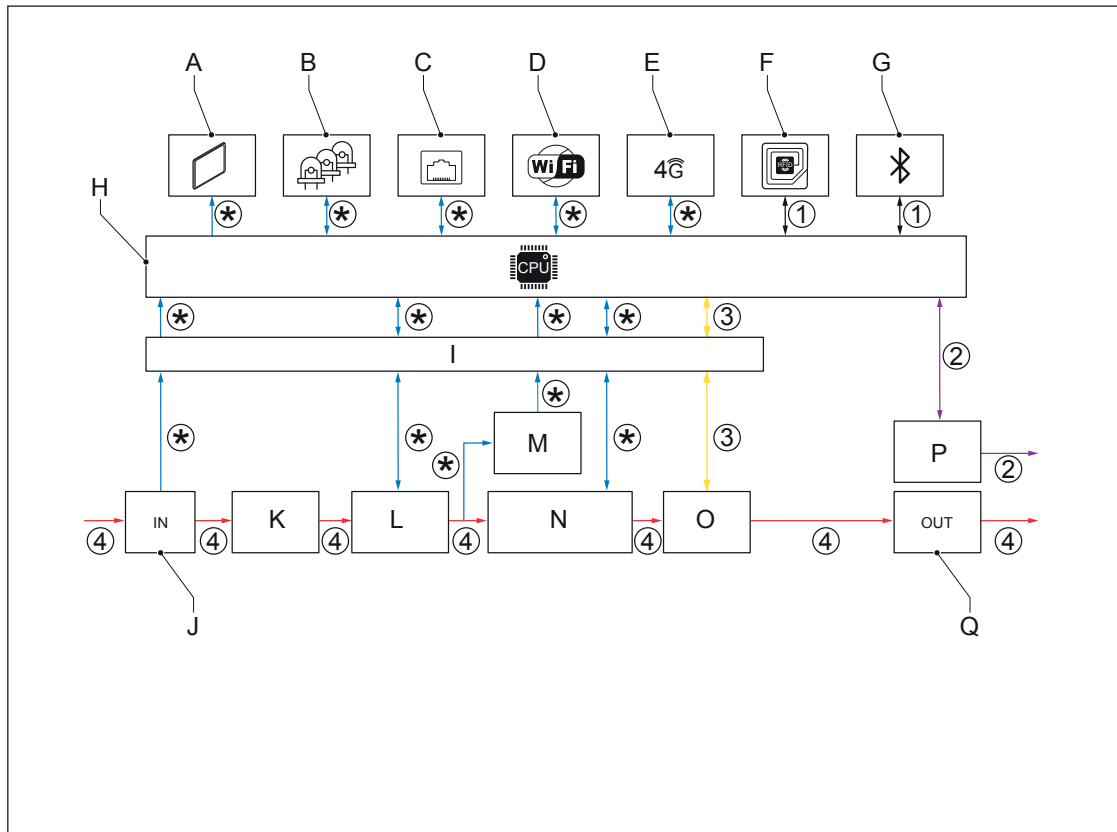 A B C D E F G
Wi Fi 4G RFID
H * * * * * 1 1
CPU
* * * * 3
I 2
* * * * 3
M P 2
IN K L N O OUT
4 4 4 4 4 4 4
J Q